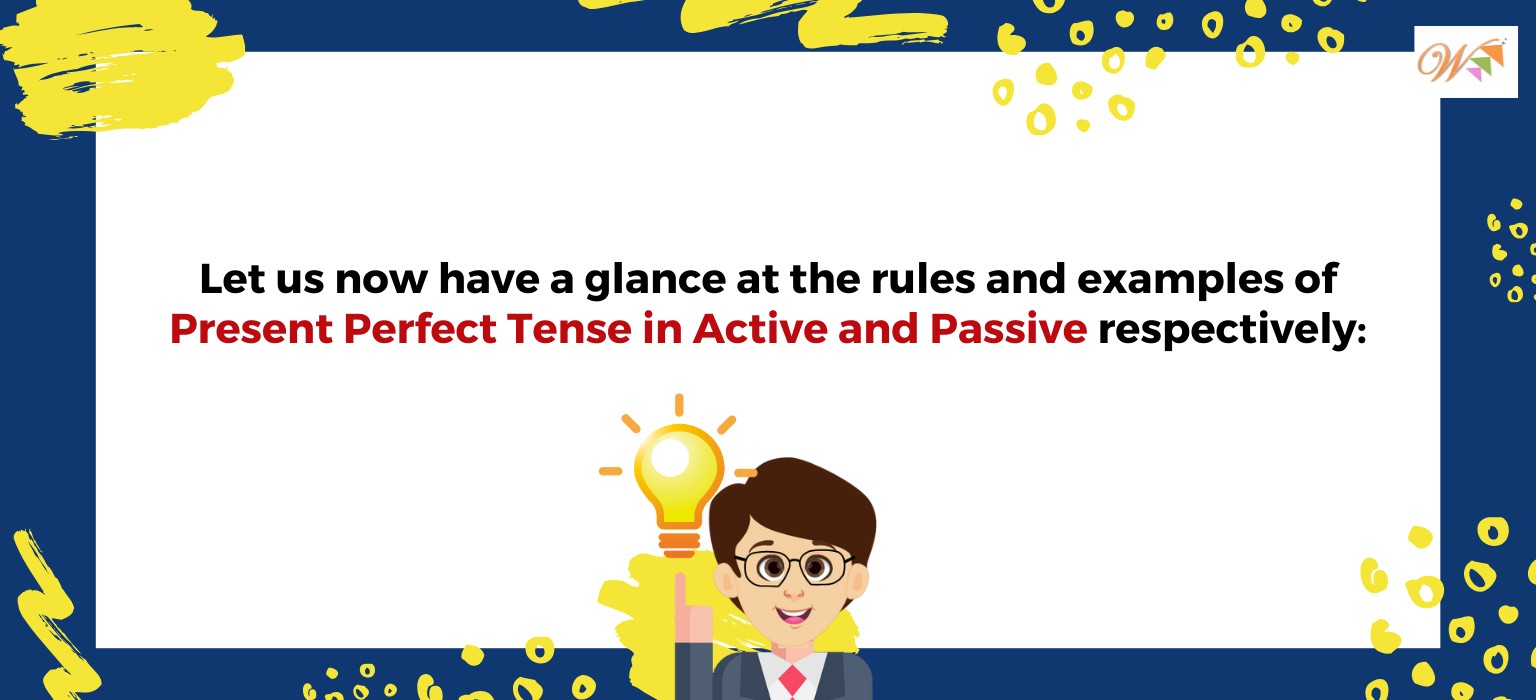 W
Let us now have a glance at the rules and examples of
Present Perfect Tense in Active and Passive respectively: